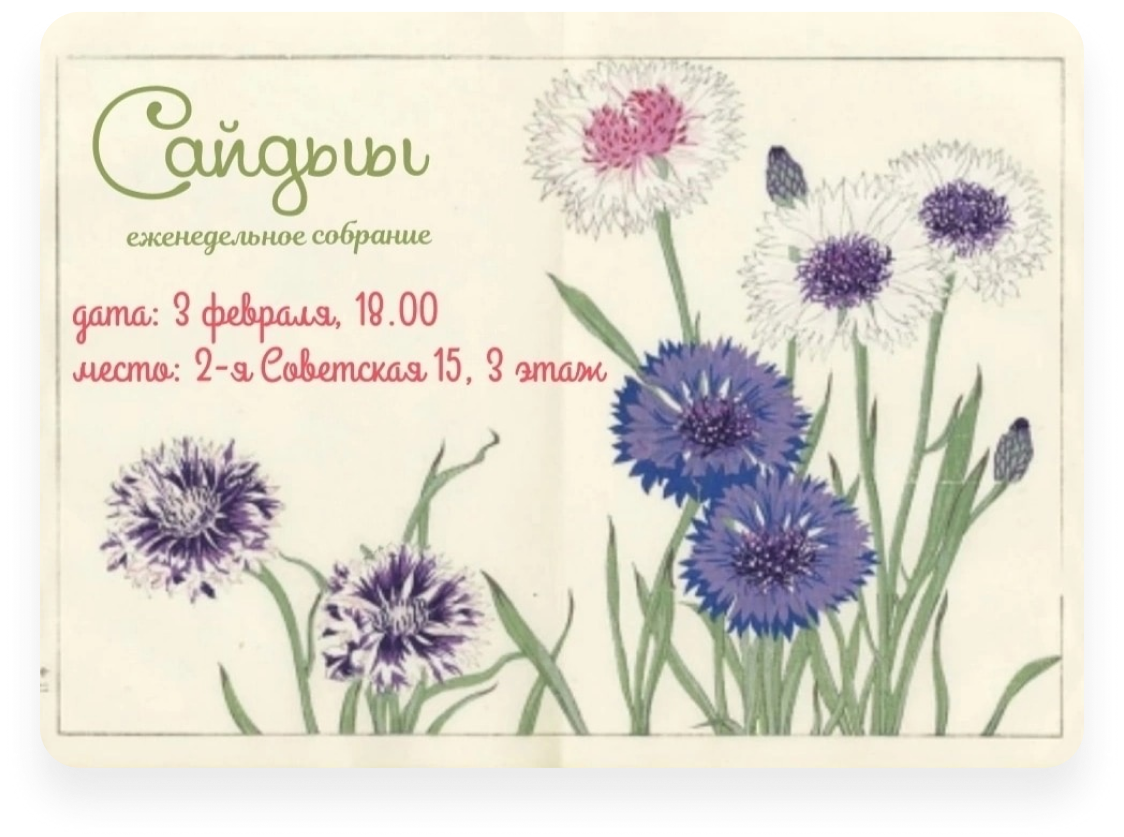 Сайдыы
еженедельное собрание
дата: 3 февраля, 18.00
место: 2-я Советская 15, 3 этаж